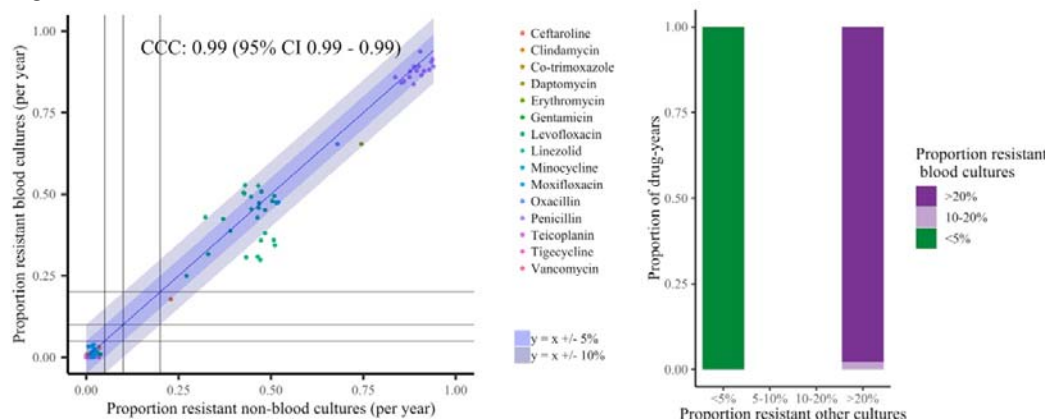 CCC: 0.99 (95% CI 0.99 - 0.99)
Proportion resistant blood cultures (per year)
1.00
0.75
0.50
0.25
0.00
0.00
0.25
0.50
0.75
1.00
Proportion resistant non-blood cultures (per year)
Ceftaroline
Clindamycin
Co-trimoxazole
Daptomycin
Erythromycin
Gentamicin
Levofloxacin
Linezolid
Minocycline
Moxifloxacin
Oxacillin
Penicillin
Teicoplanin
Tigecycline
Vancomycin
y = x +/- 5%
y = x +/- 10%
Proportion of drug-years
1.00
0.75
0.50
0.25
0.00
<5%
5-10%
10-20%
>20%
Proportion resistant other cultures
Proportion resistant
blood cultures
>20%
10-20%
<5%